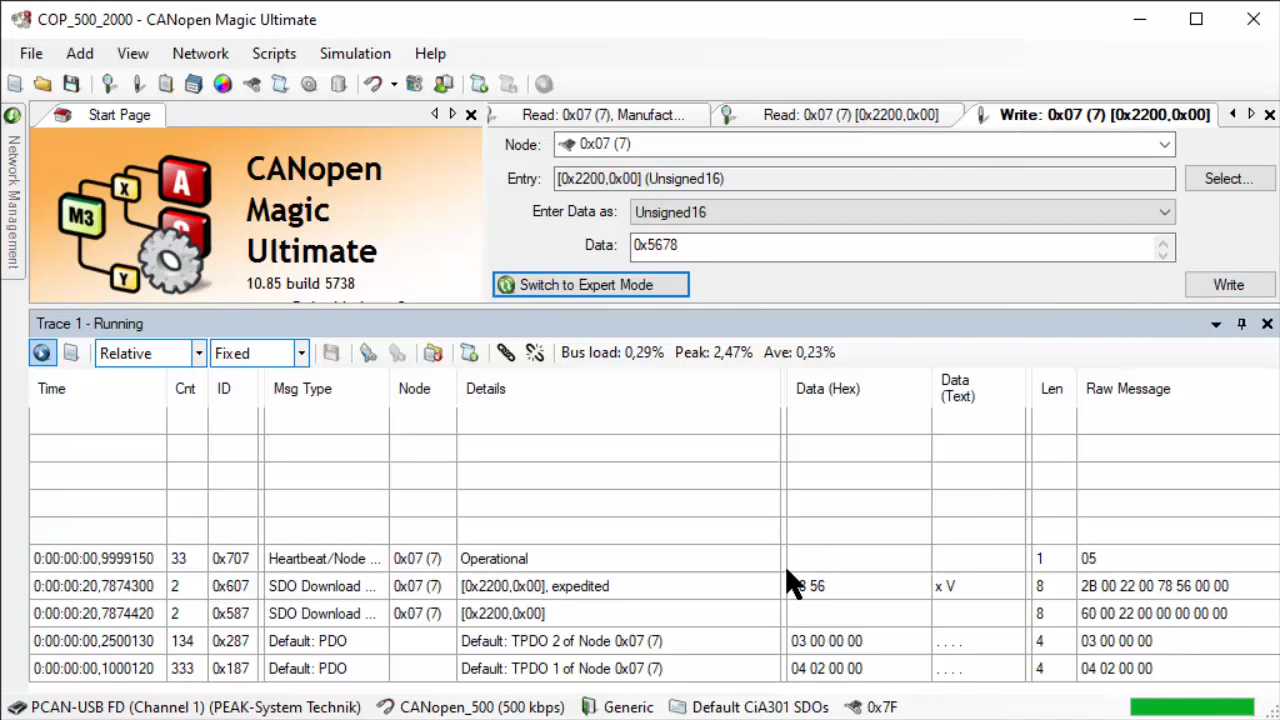 COP_500_2000 - CANopen Magic Ultimate
File Add View Network Scripts Simulation Help
Network Management
Start Page
Read: 0x07 (7), Manufact...
Read: 0x07 (7) [0x2200,0x00]
Write: 0x07 (7) [0x2200,0x00]
M3 X A Y
CANopen
Magic
Ultimate
10.85 build 5738
Node: 0x07 (7)
Entry: [0x2200,0x00] (Unsigned16) Select...
Enter Data as: Unsigned16
Data: 0x5678
Switch to Expert Mode Write
Trace 1 - Running
Relative Fixed Bus load: 0,29% Peak: 2,47% Ave: 0,23%
Time Cnt ID Msg Type Node Details Data (Hex) Data (Text) Len Raw Message
0:00:00:00,9999150 33 0x707 Heartbeat/Node ... 0x07 (7) Operational 1 05
0:00:00:20,7874300 2 0x607 SDO Download ... 0x07 (7) [0x2200,0x00], expedited 56 x V 8 2B 00 22 00 78 56 00 00
0:00:00:20,7874420 2 0x587 SDO Download ... 0x07 (7) [0x2200,0x00] 8 60 00 22 00 00 00 00 00
0:00:00:00,2500130 134 0x287 Default: PDO Default: TPDO 2 of Node 0x07 (7) 03 00 00 00 . . . . 4 03 00 00 00
0:00:00:00,1000120 333 0x187 Default: PDO Default: TPDO 1 of Node 0x07 (7) 04 02 00 00 . . . . 4 04 02 00 00
PCAN-USB FD (Channel 1) (PEAK-System Technik) CANopen_500 (500 kbps) Generic Default CiA301 SDOs 0x7F